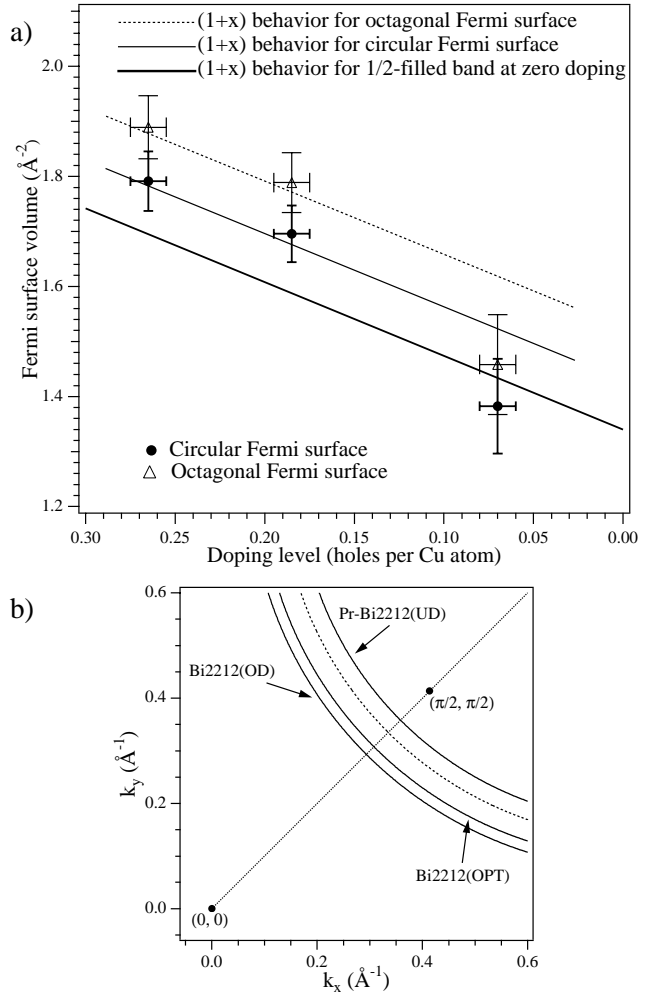 a)
(1+x) behavior for octagonal Fermi surface
(1+x) behavior for circular Fermi surface
(1+x) behavior for 1/2-filled band at zero doping
2.0
1.8
1.6
1.4
1.2
Fermi surface volume (Å⁻²)
Circular Fermi surface
Octagonal Fermi surface
0.30 0.25 0.20 0.15 0.10 0.05 0.00
Doping level (holes per Cu atom)
b)
0.6
0.4
0.2
0.0
k_y (Å⁻¹)
Pr-Bi2212(UD)
Bi2212(OD)
(π/2, π/2)
Bi2212(OPT)
(0, 0)
0.0 0.2 0.4 0.6
k_x (Å⁻¹)